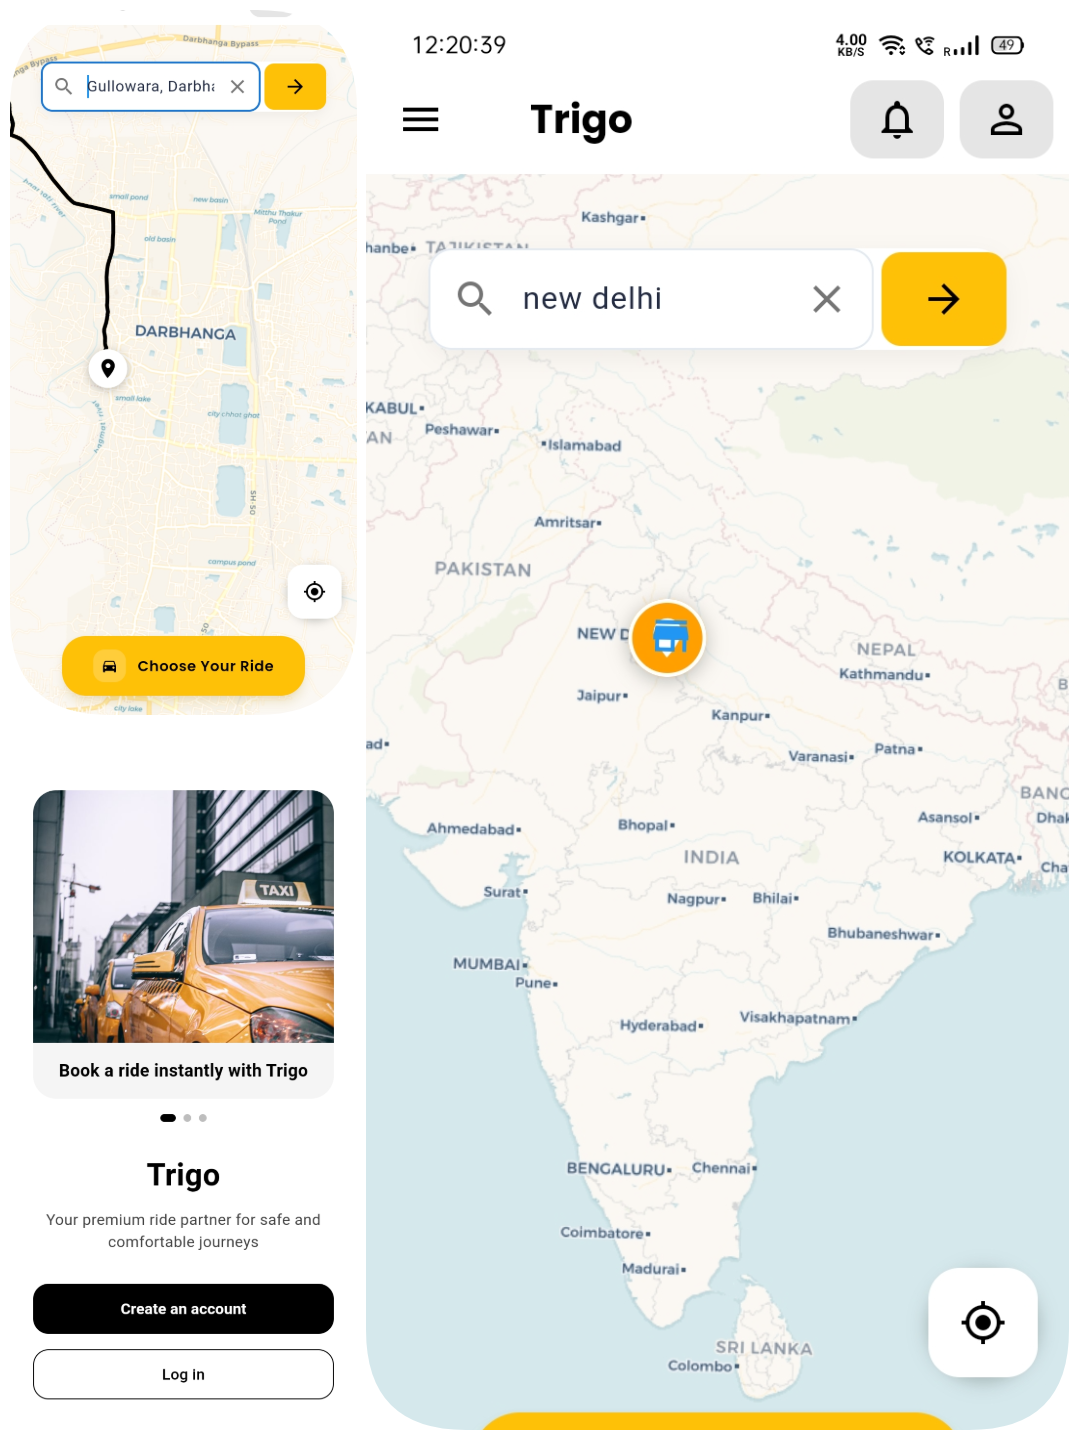 Darbhanga Bypass
nga Bypass
Gullowara, Darbha
small pond
new basin
Mitthu Thakur
Pond
old basin
DARBHANGA
small lake
city chhat ghat
SH-50
campus pond
Choose Your Ride
city lake
TAXI
Book a ride instantly with Trigo
Trigo
Your premium ride partner for safe and
comfortable journeys
Create an account
Log in
12:20:39
4.00
KB/S
R
49
Trigo
Kashgar
hanbe
TAJIKISTAN
new delhi
KABUL
AN
Peshawar
Islamabad
Amritsar
PAKISTAN
NEW D
NEPAL
Kathmandu
Jaipur
B
Kanpur
ad
Varanasi
Patna
BANG
Ahmedabad
Bhopal
Asansol
Dhak
INDIA
KOLKATA
Cha
Surat
Nagpur
Bhilai
Bhubaneshwar
MUMBAI
Pune
Hyderabad
Visakhapatnam
BENGALURU
Chennai
Coimbatore
Madurai
SRI LANKA
Colombo